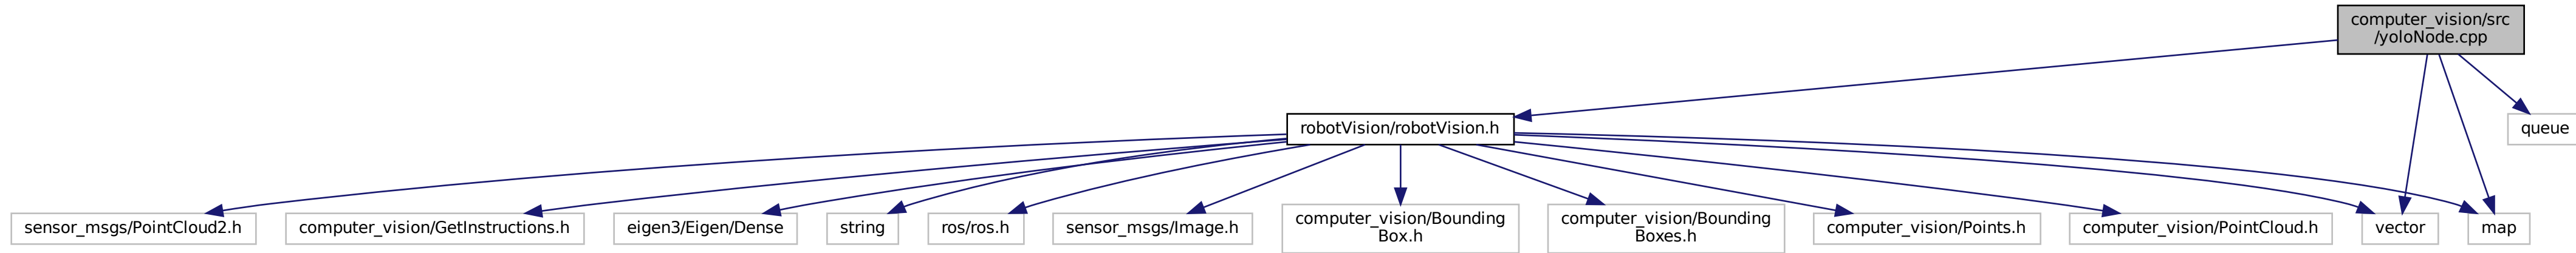 computer_vision/src
/yoloNode.cpp
robotVision/robotVision.h
queue
sensor_msgs/PointCloud2.h
computer_vision/GetInstructions.h
eigen3/Eigen/Dense
string
ros/ros.h
sensor_msgs/Image.h
computer_vision/Bounding
Box.h
computer_vision/Bounding
Boxes.h
computer_vision/Points.h
computer_vision/PointCloud.h
vector
map